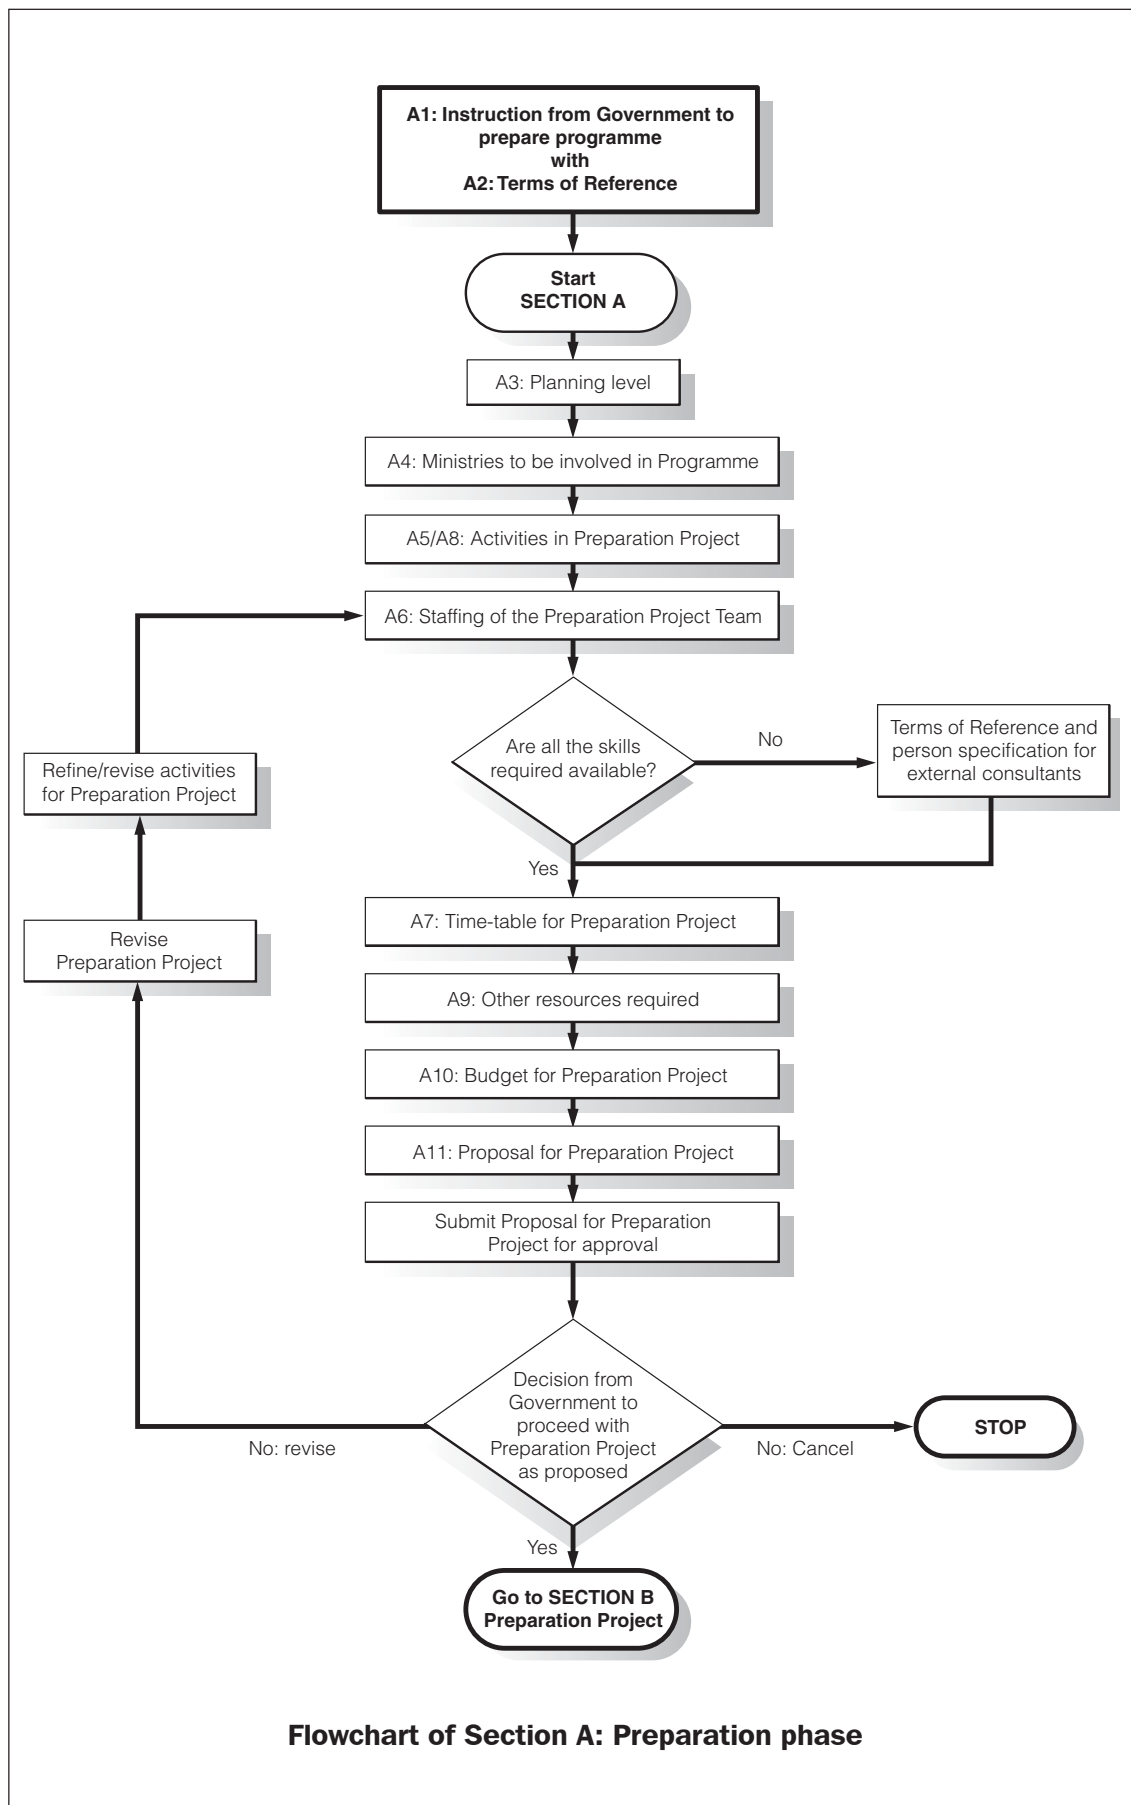 A1: Instruction from Government to
prepare programme
with
A2: Terms of Reference
Start
SECTION A
A3: Planning level
A4: Ministries to be involved in Programme
A5/A8: Activities in Preparation Project
A6: Staffing of the Preparation Project Team
Are all the skills
required available?
No
Terms of Reference and
person specification for
external consultants
Refine/revise activities
for Preparation Project
Yes
A7: Time-table for Preparation Project
Revise
Preparation Project
A9: Other resources required
A10: Budget for Preparation Project
A11: Proposal for Preparation Project
Submit Proposal for Preparation
Project for approval
Decision from
Government to
proceed with
Preparation Project
as proposed
No: revise
No: Cancel
STOP
Yes
Go to SECTION B
Preparation Project
Flowchart of Section A: Preparation phase